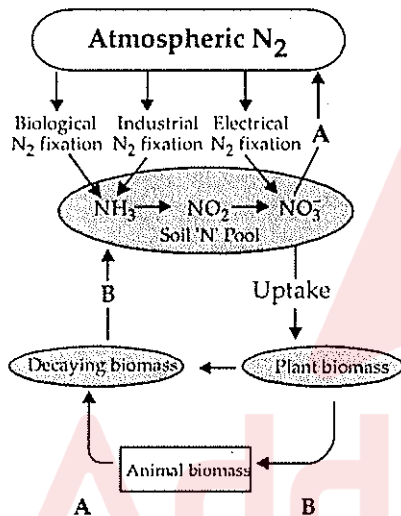 Atmospheric N₂
Biological Industrial Electrical
N₂ fixation N₂ fixation N₂ fixation
A
NH₃ NO₂ NO₃⁻
Soil 'N' Pool
B
Uptake
Decaying biomass
Plant biomass
Animal biomass
A B